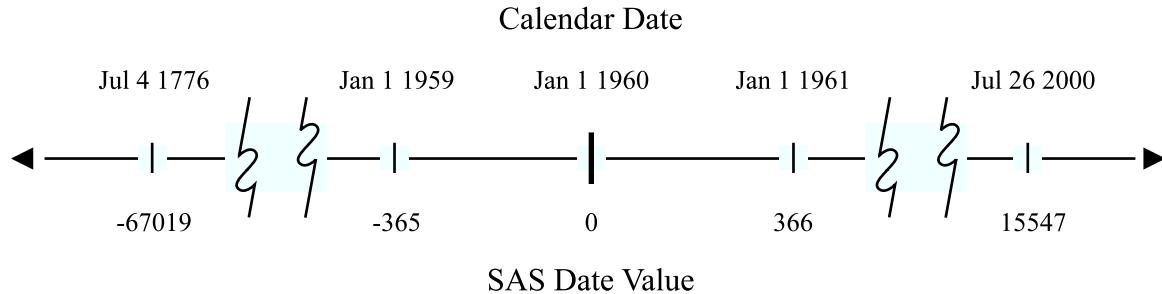 Calendar Date
Jul 4 1776 Jan 1 1959 Jan 1 1960 Jan 1 1961 Jul 26 2000
-67019 -365 0 366 15547
SAS Date Value